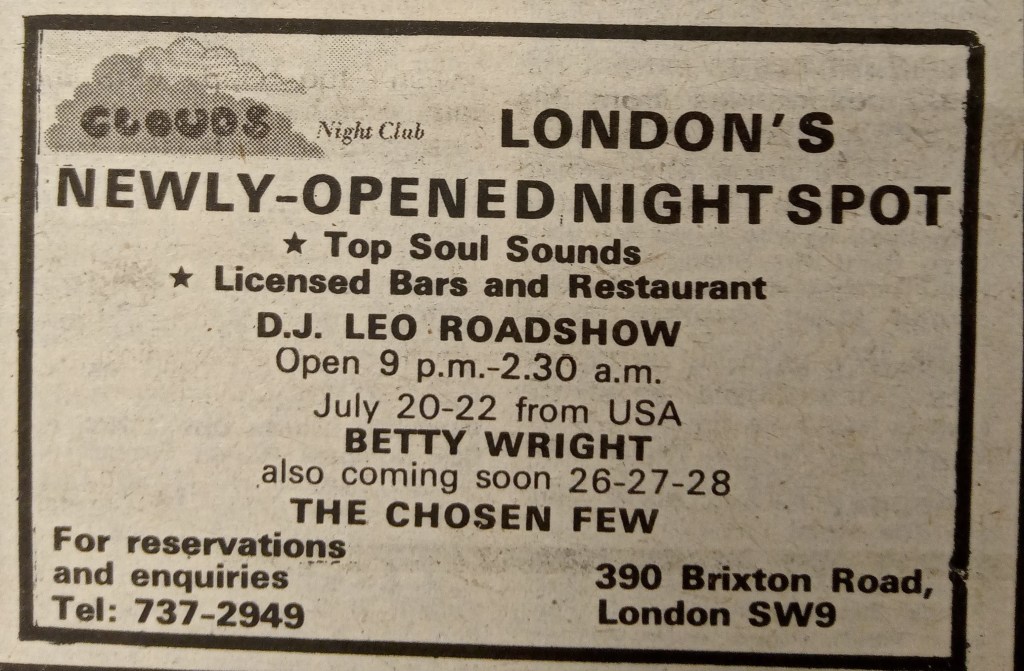 CLOUDS Night Club LONDON'S
NEWLY-OPENED NIGHT SPOT
★ Top Soul Sounds
★ Licensed Bars and Restaurant
D.J. LEO ROADSHOW
Open 9 p.m.-2.30 a.m.
July 20-22 from USA
BETTY WRIGHT
also coming soon 26-27-28
THE CHOSEN FEW
For reservations
and enquiries
Tel: 737-2949
390 Brixton Road,
London SW9